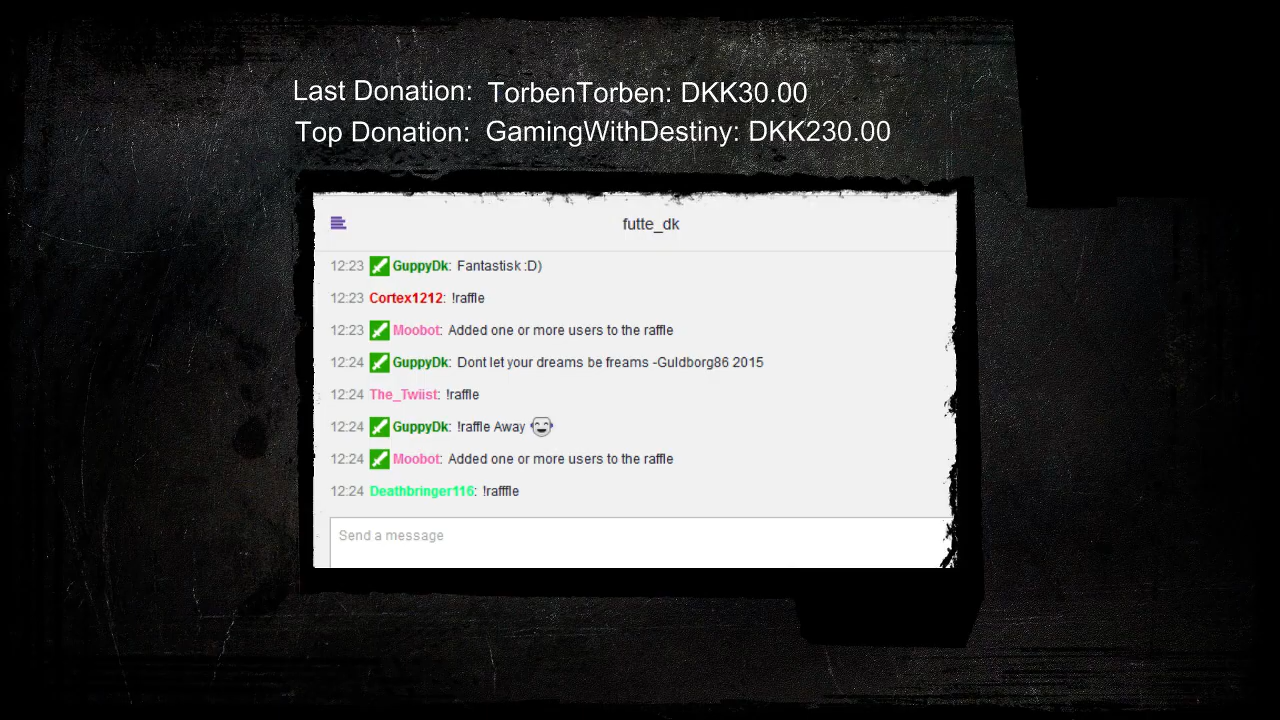 Last Donation: TorbenTorben: DKK30.00
Top Donation: GamingWithDestiny: DKK230.00
futte_dk
12:23 GuppyDk: Fantastisk :D)
12:23 Cortex1212: !raffle
12:23 Moobot: Added one or more users to the raffle
12:24 GuppyDk: Dont let your dreams be freams -Guldborg86 2015
12:24 The_Twiist: !raffle
12:24 GuppyDk: !raffle Away
12:24 Moobot: Added one or more users to the raffle
12:24 Deathbringer116: !rafffle
Send a message